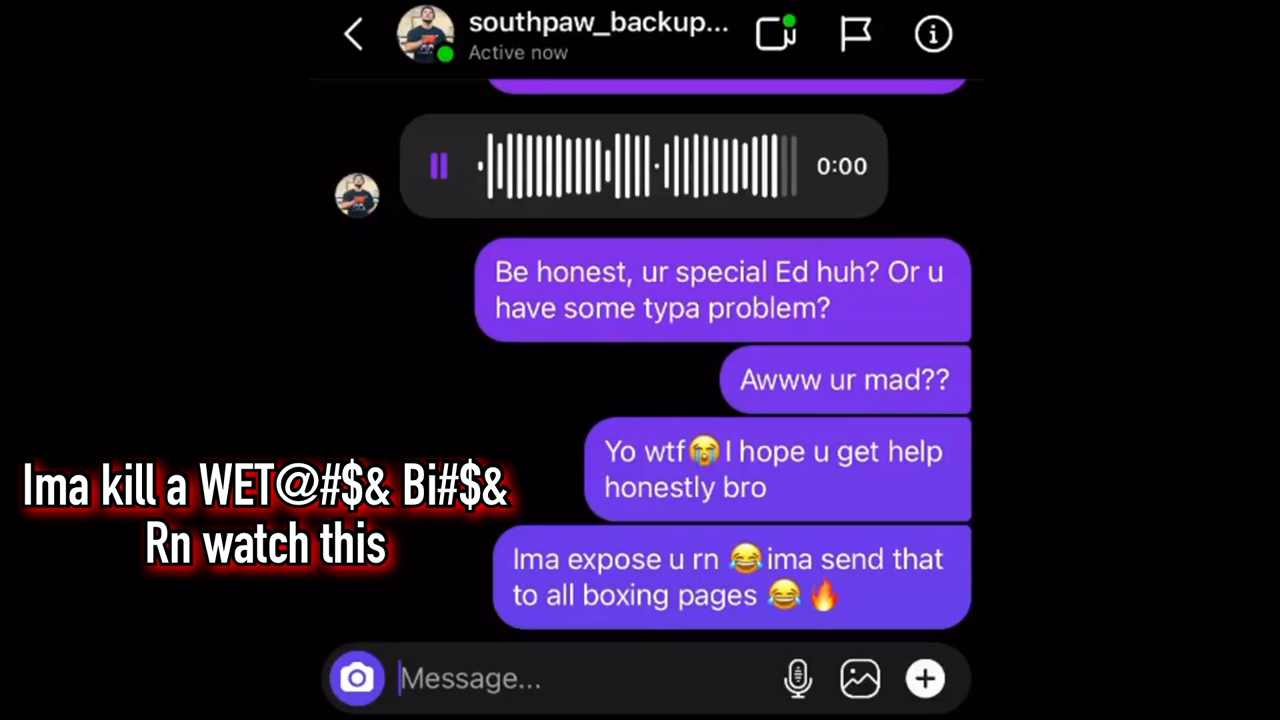 southpaw_backup...
Active now
0:00
Be honest, ur special Ed huh? Or u
have some typa problem?
Awww ur mad??
Yo wtf😭I hope u get help
honestly bro
Ima kill a WET@#$& Bi#$&
Rn watch this
Ima expose u rn 😂ima send that
to all boxing pages 😂🔥
Message...